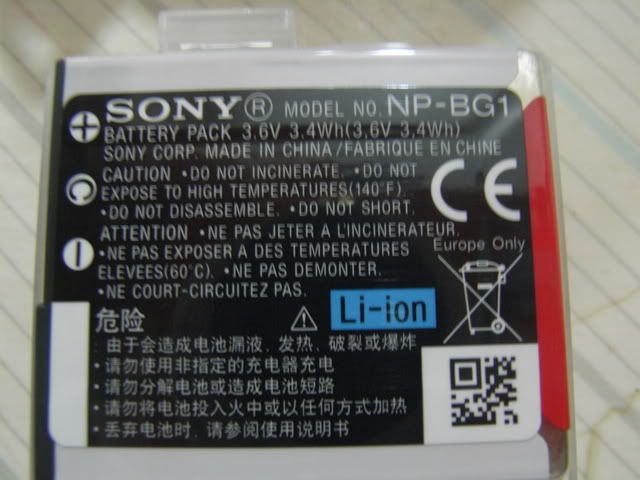 SONY® MODEL NO. NP-BG1
BATTERY PACK 3.6V 3.4Wh(3,6V 3,4Wh)
SONY CORP. MADE IN CHINA/FABRIQUE EN CHINE
CAUTION •DO NOT INCINERATE. •DO NOT
EXPOSE TO HIGH TEMPERATURES(140°F).
•DO NOT DISASSEMBLE. •DO NOT SHORT.
ATTENTION •NE PAS JETER A L'INCINERATEUR.
•NE PAS EXPOSER A DES TEMPERATURES
ELEVEES(60°C). •NE PAS DEMONTER.
•NE COURT-CIRCUITEZ PAS.
CE
Europe Only
Li-ion
危险
由于会造成电池漏液、发热、破裂或爆炸
•请勿使用非指定的充电器充电
•请勿分解电池或造成电池短路
•请勿将电池投入火中或以任何方式加热
•丢弃电池时,请参阅使用说明书